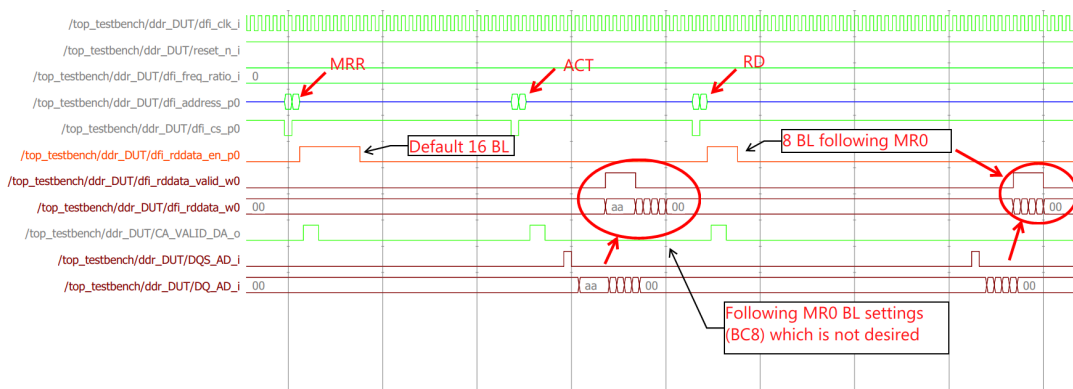 /top_testbench/ddr_DUT/dfi_clk_i
/top_testbench/ddr_DUT/reset_n_i
/top_testbench/ddr_DUT/dfi_freq_ratio_i 0
MRR ACT RD
/top_testbench/ddr_DUT/dfi_address_p0
/top_testbench/ddr_DUT/dfi_cs_p0
Default 16 BL
8 BL following MR0
/top_testbench/ddr_DUT/dfi_rddata_en_p0
/top_testbench/ddr_DUT/dfi_rddata_valid_w0
/top_testbench/ddr_DUT/dfi_rddata_w0 00 aa 00 00
/top_testbench/ddr_DUT/CA_VALID_DA_o
/top_testbench/ddr_DUT/DQS_AD_i
/top_testbench/ddr_DUT/DQ_AD_i 00 aa 00 00
Following MR0 BL settings
(BC8) which is not desired